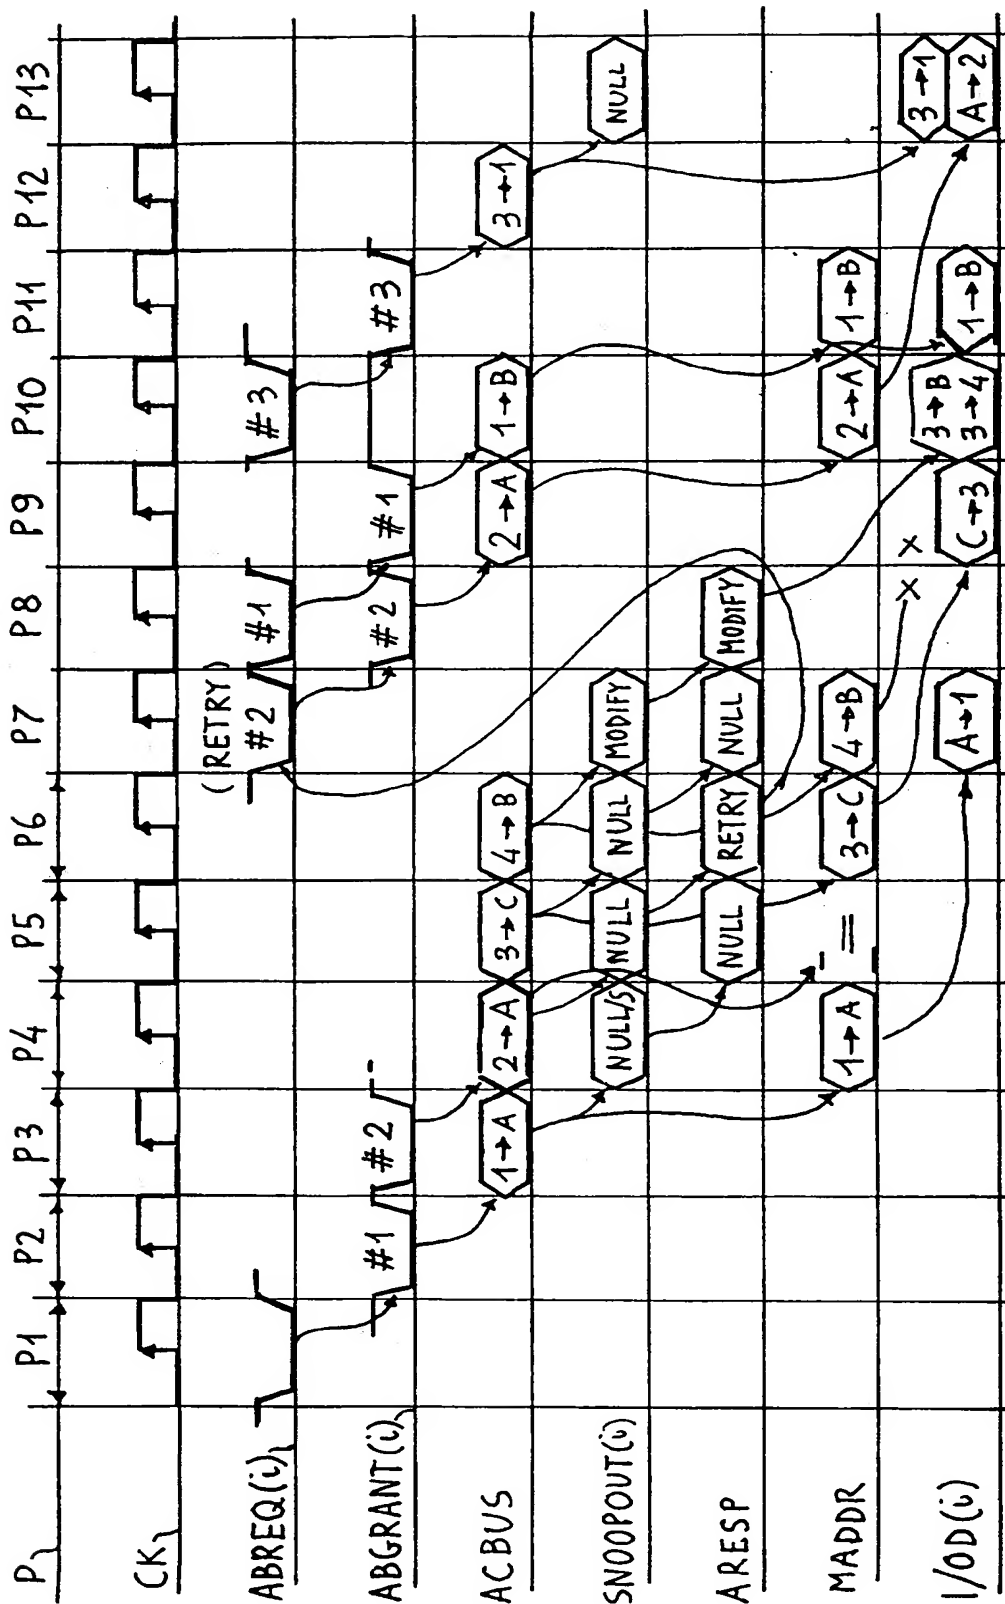 P P1 P2 P3 P4 P5 P6 P7 P8 P9 P10 P11 P12 P13
CK
(RETRY)
ABREQ(i) #2 #1 #3
ABGRANT(i) #1 #2 #2 #1 #3
ACBUS 1→A 2→A 3→C 4→B 2→A 1→B 3→1
SNOOPOUT(i) NULL/S NULL NULL MODIFY NULL
ARESP NULL RETRY NULL MODIFY
MADDR 1→A 3→C 4→B 2→A 1→B
x x
3→B 3→1
I/OD(i) A→1 C→3 3→4 1→B A→2